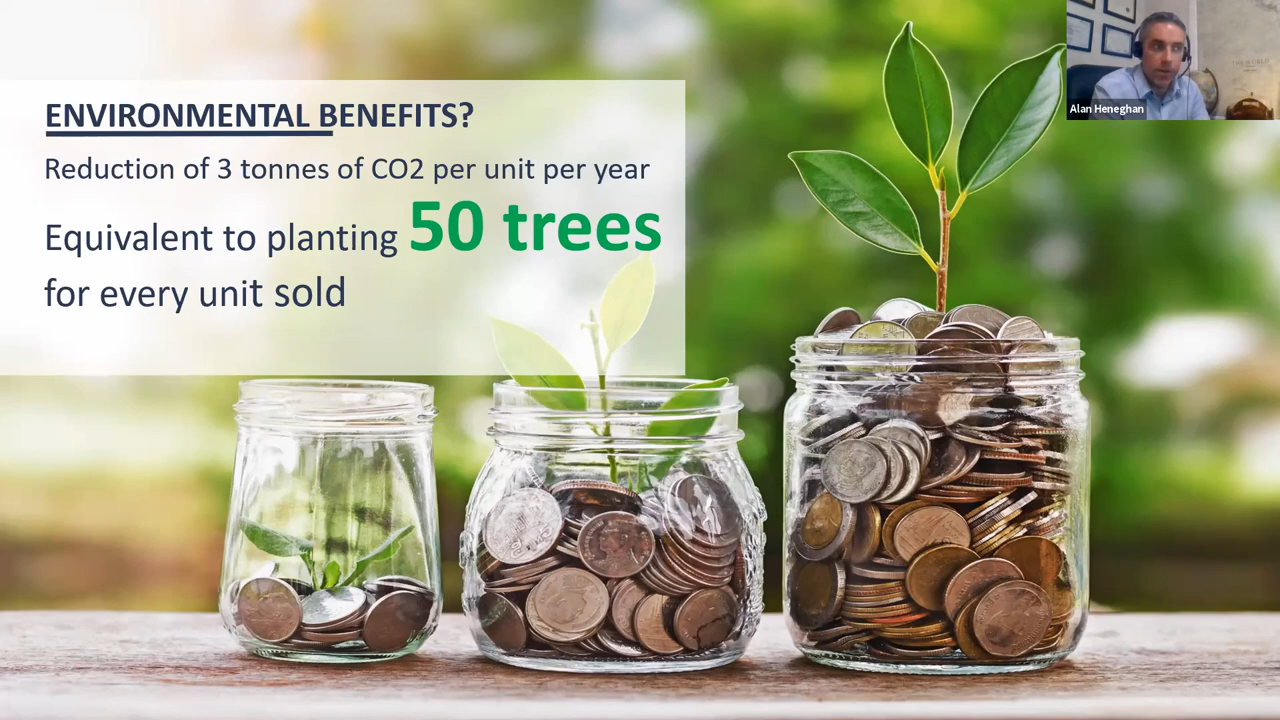 ENVIRONMENTAL BENEFITS?
Reduction of 3 tonnes of CO2 per unit per year
Equivalent to planting 50 trees
for every unit sold
Alan Heneghan